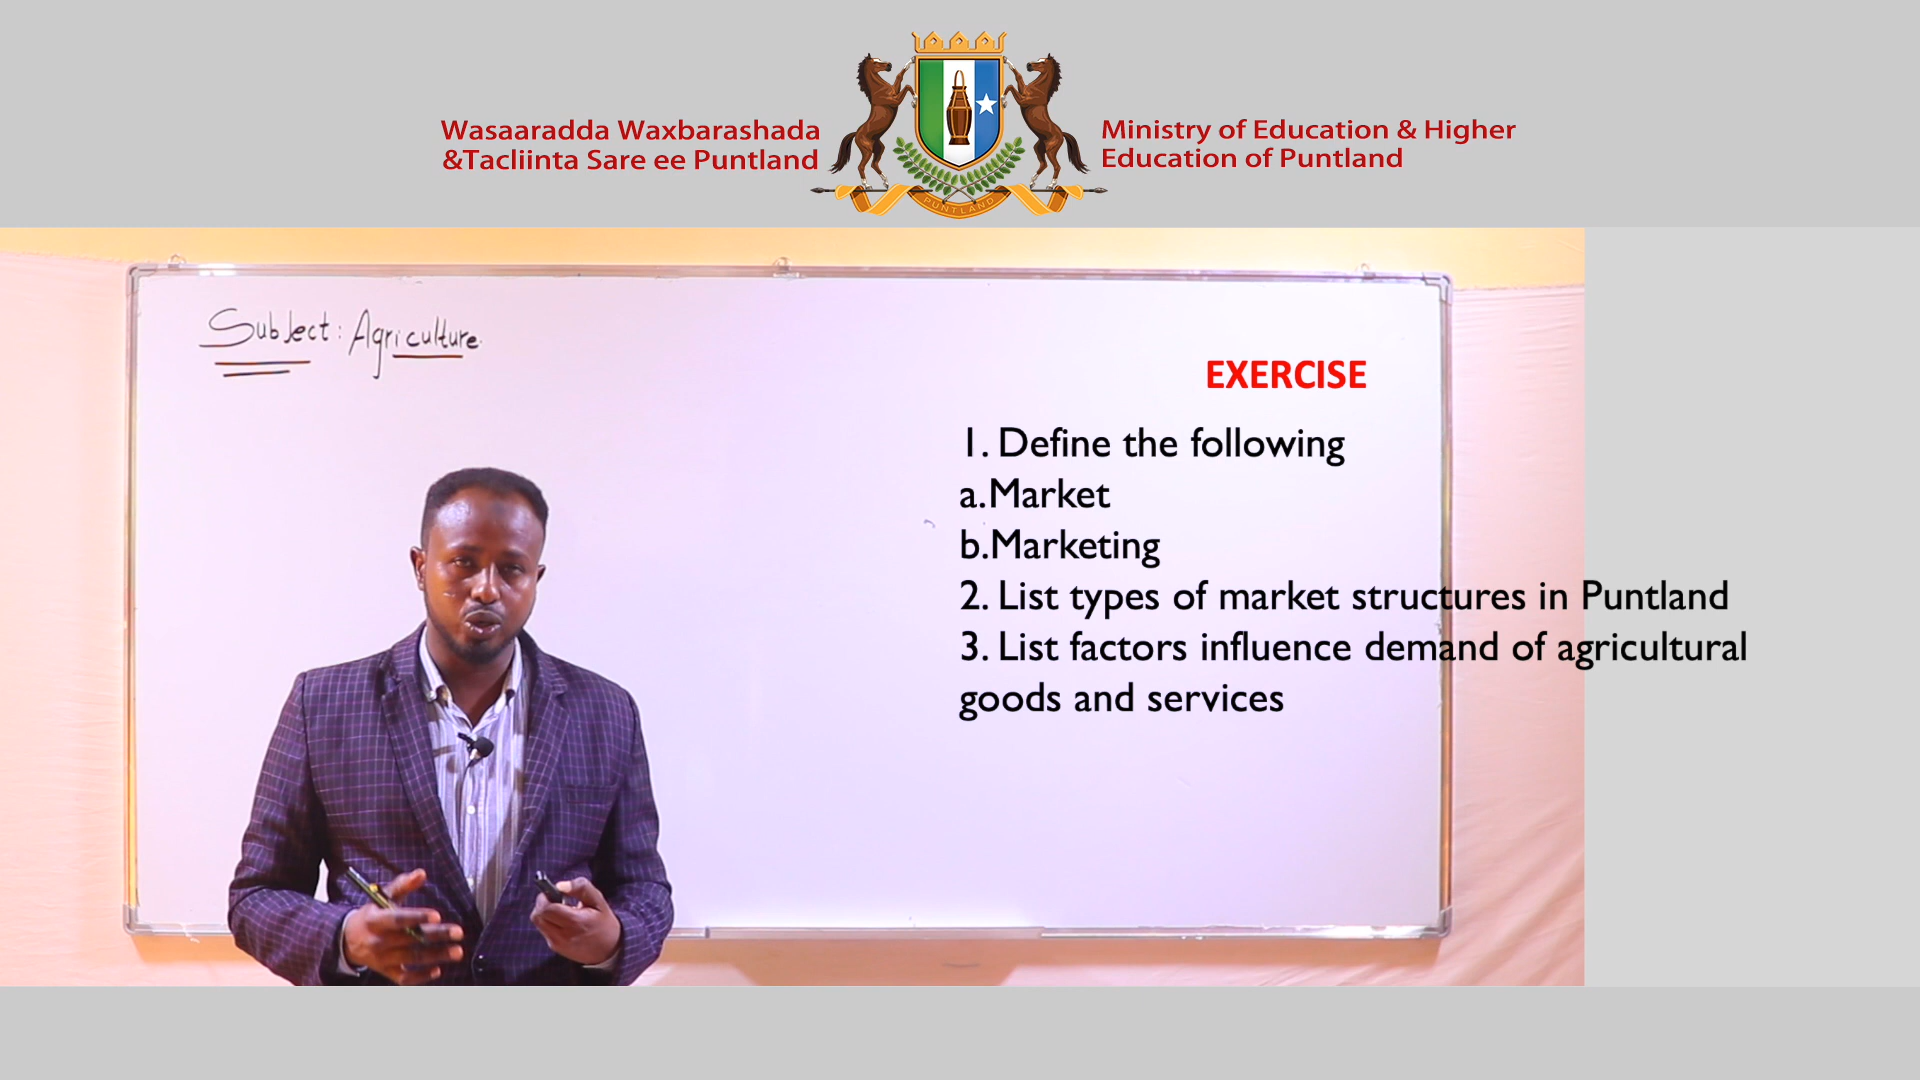 Wasaaradda Waxbarashada
&Tacliinta Sare ee Puntland
PUNTLAND
Ministry of Education & Higher
Education of Puntland
Subject: Agriculture.
EXERCISE
1. Define the following
a.Market
b.Marketing
2. List types of market structures in Puntland
3. List factors influence demand of agricultural
goods and services